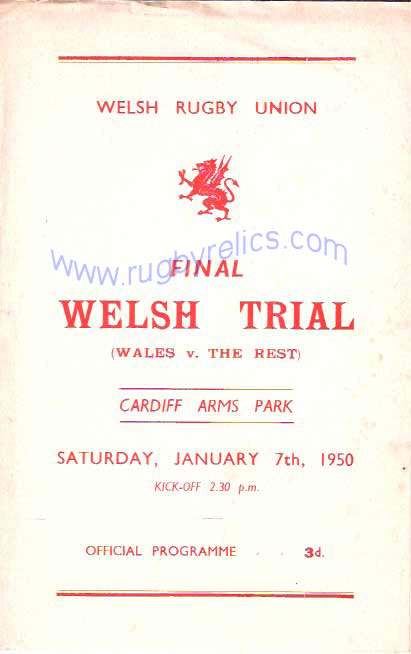 WELSH RUGBY UNION
www.rugbyrelics.com
FINAL
WELSH TRIAL
(WALES v. THE REST)
CARDIFF ARMS PARK
SATURDAY, JANUARY 7th, 1950
KICK-OFF 2.30 p.m.
OFFICIAL PROGRAMME - - 3d.